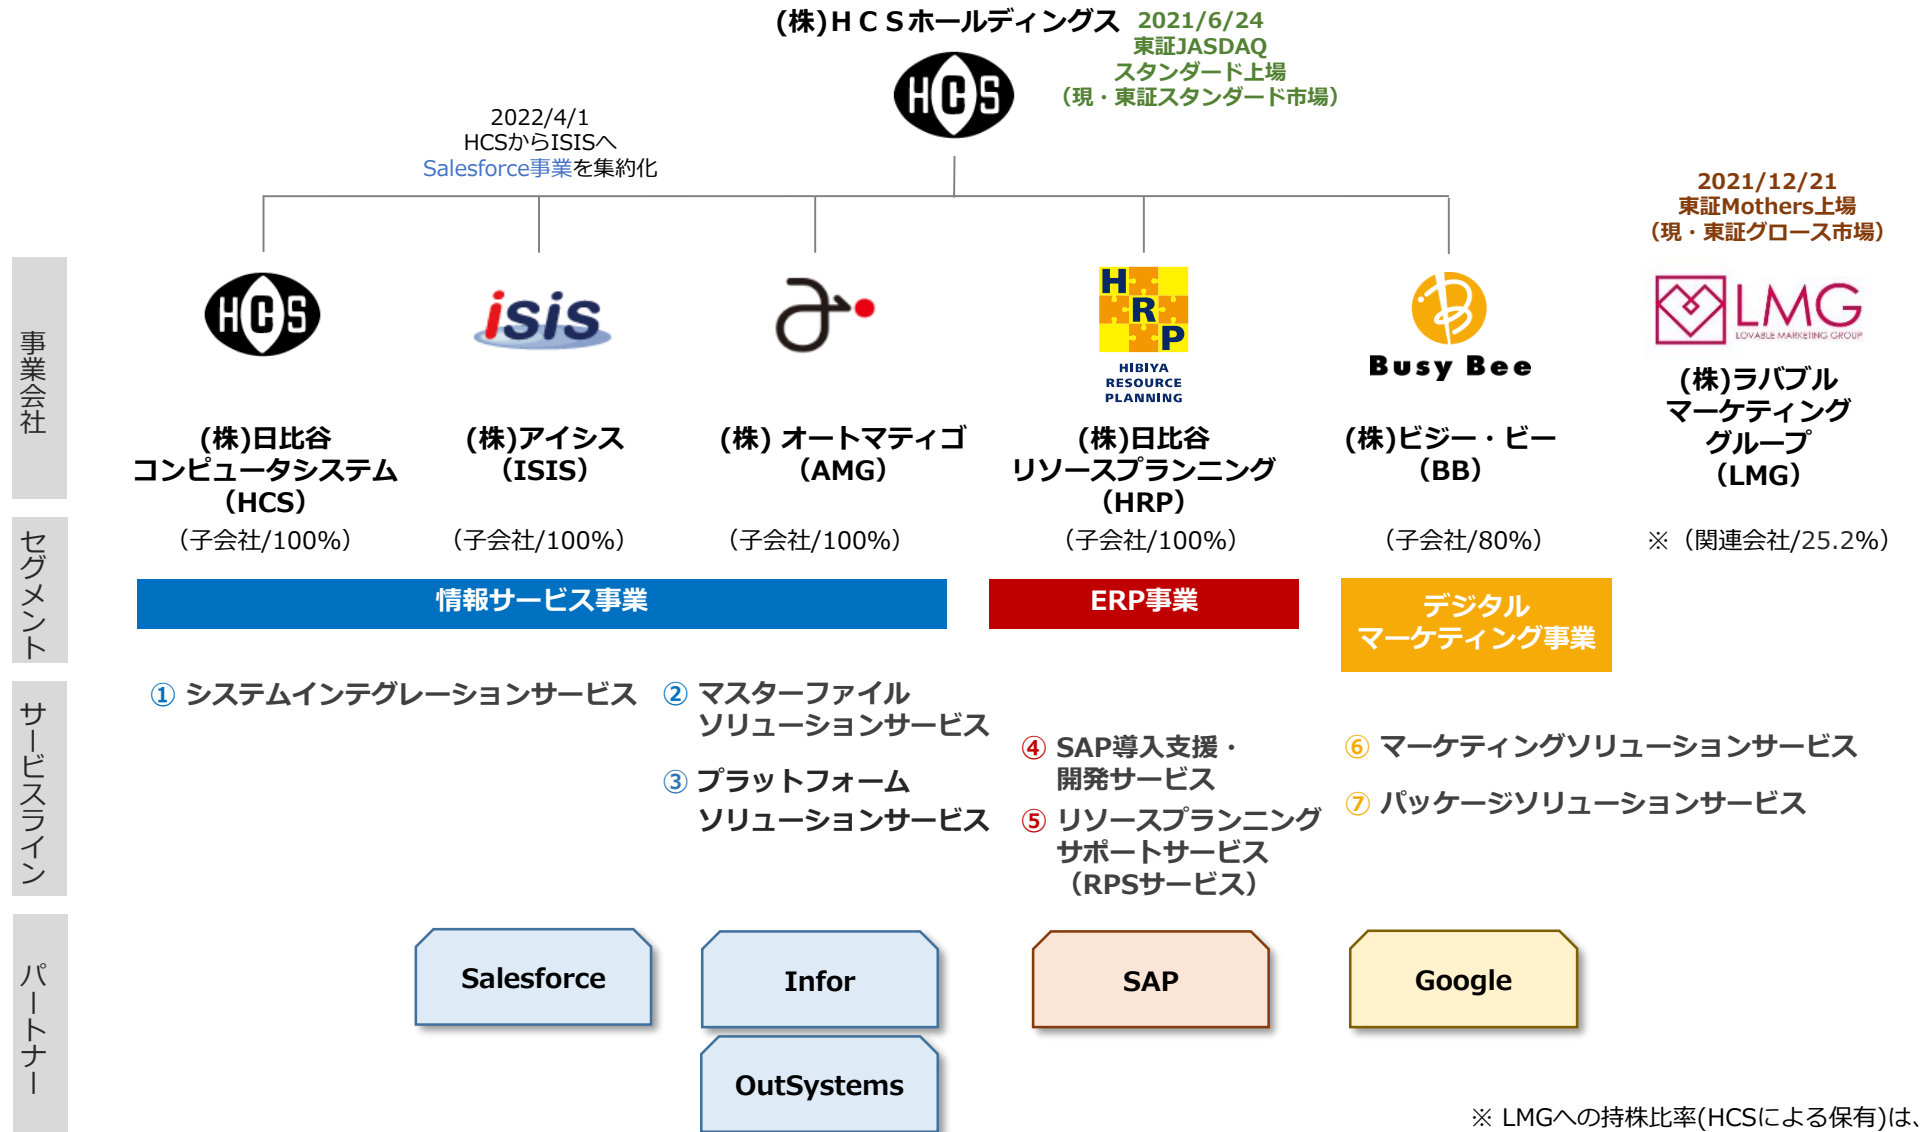 (株)ＨＣＳホールディングス
2021/6/24
東証JASDAQ
スタンダード上場
（現・東証スタンダード市場）
HCS
2022/4/1
HCSからISISへ
Salesforce事業を集約化
2021/12/21
東証Mothers上場
（現・東証グロース市場）
事業会社
HCS
(株)日比谷
コンピュータシステム
（HCS）
isis
(株)アイシス
（ISIS）
(株) オートマティゴ
（AMG）
H
R
P
HIBIYA
RESOURCE
PLANNING
(株)日比谷
リソースプランニング
（HRP）
Busy Bee
(株)ビジー・ビー
（BB）
LMG
LOVABLE MARKETING GROUP
(株)ラバブル
マーケティング
グループ
（LMG）
セグメント
（子会社/100%）
（子会社/100%）
（子会社/100%）
（子会社/100%）
（子会社/80%）
※（関連会社/25.2%）
情報サービス事業
ERP事業
デジタル
マーケティング事業
サービスライン
① システムインテグレーションサービス
② マスターファイル
ソリューションサービス
③ プラットフォーム
ソリューションサービス
④ SAP導入支援・
開発サービス
⑤ リソースプランニング
サポートサービス
（RPSサービス）
⑥ マーケティングソリューションサービス
⑦ パッケージソリューションサービス
パートナー
Salesforce
Infor
OutSystems
SAP
Google
※ LMGへの持株比率(HCSによる保有)は、